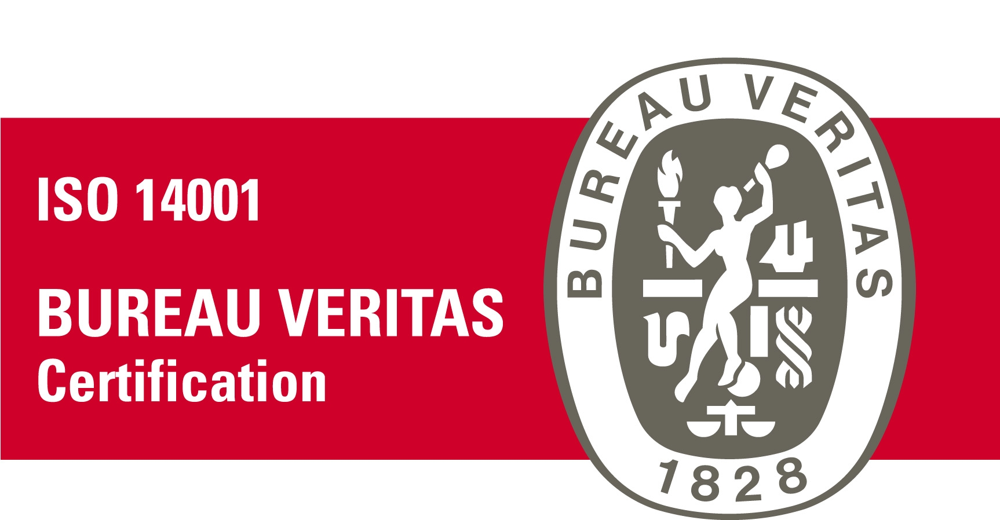 ISO 14001
BUREAU VERITAS
Certification
BUREAU VERITAS
1828